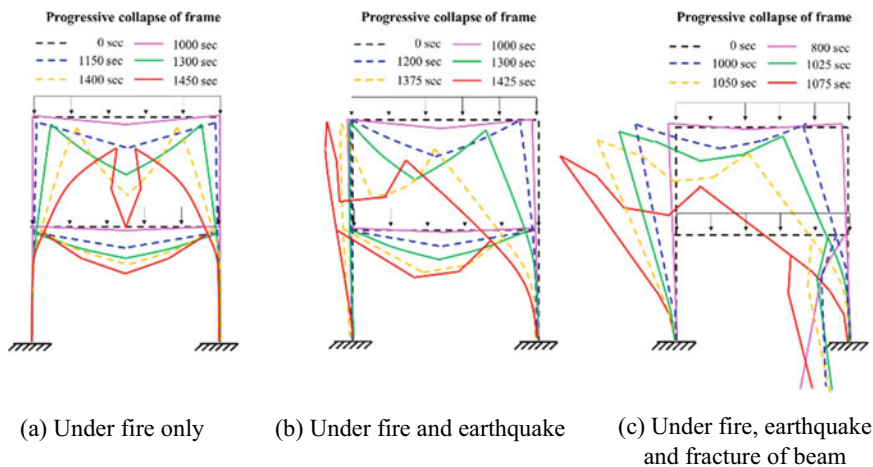 Progressive collapse of frame
0 sec 1000 sec
1150 sec 1300 sec
1400 sec 1450 sec
(a) Under fire only
Progressive collapse of frame
0 sec 1000 sec
1200 sec 1300 sec
1375 sec 1425 sec
(b) Under fire and earthquake
Progressive collapse of frame
0 sec 800 sec
1000 sec 1025 sec
1050 sec 1075 sec
(c) Under fire, earthquake
and fracture of beam